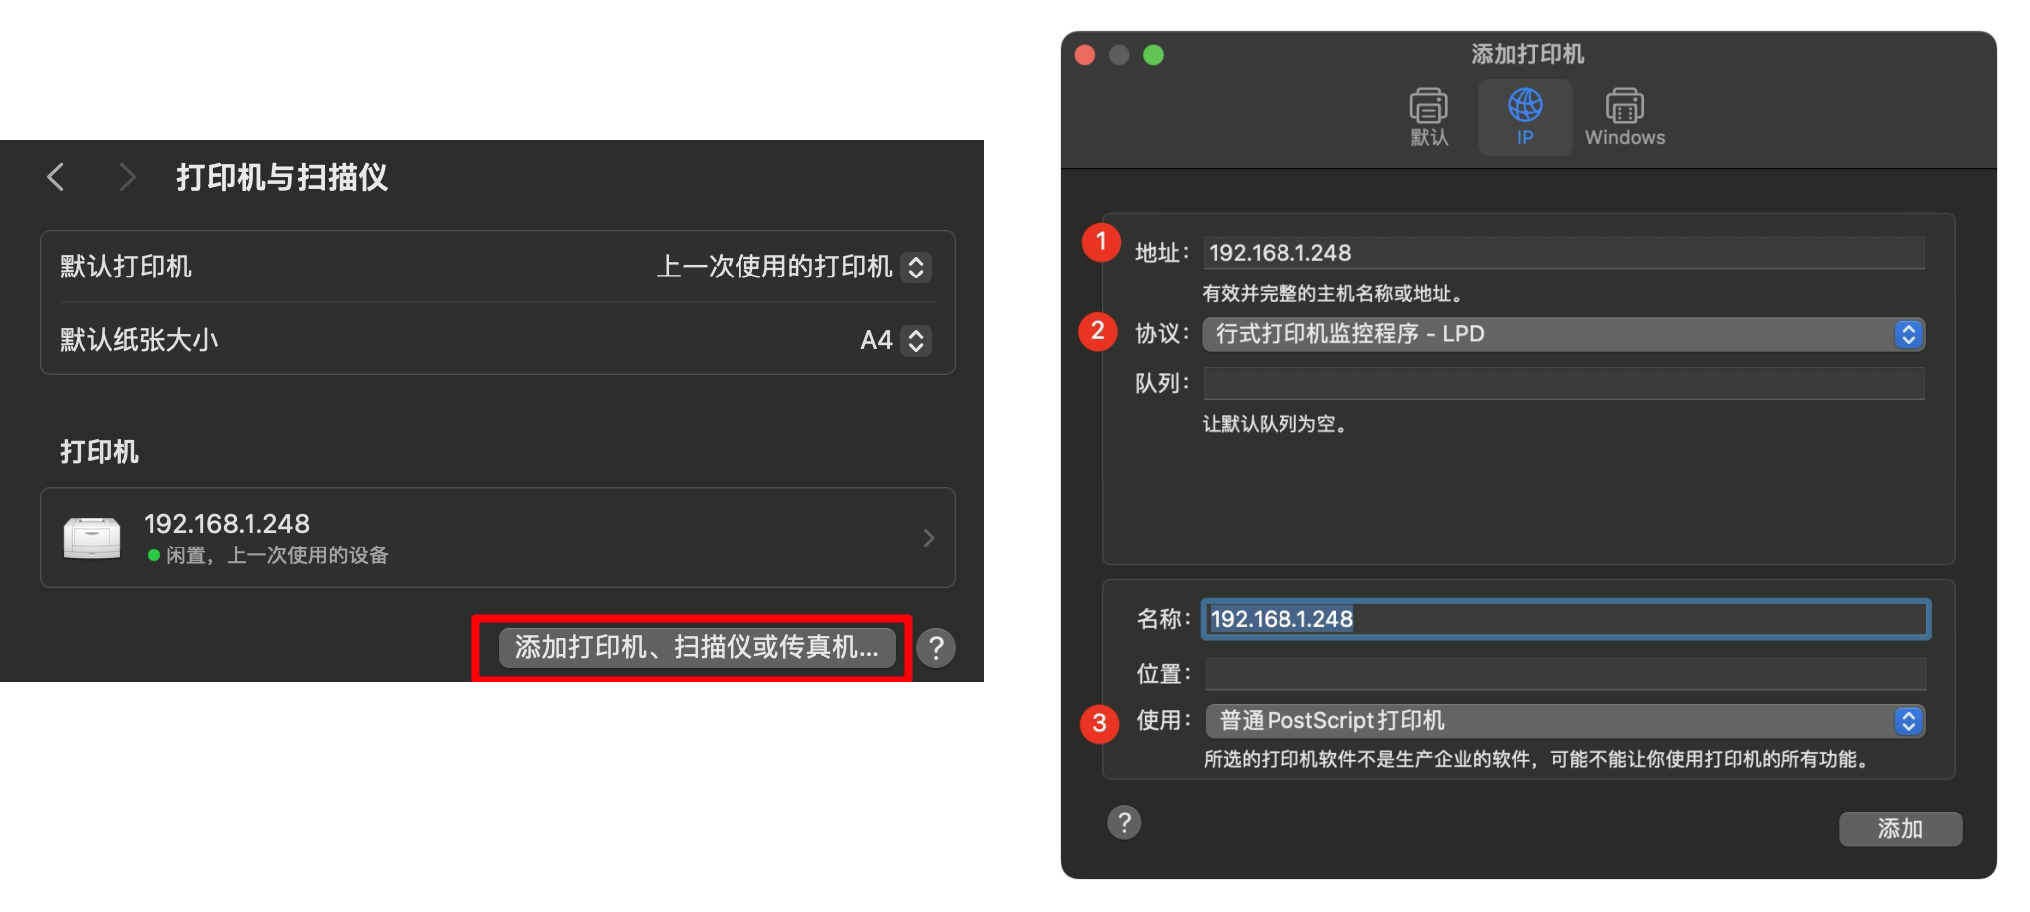 打印机与扫描仪
默认打印机 上一次使用的打印机
默认纸张大小 A4
打印机
192.168.1.248
闲置，上一次使用的设备
添加打印机、扫描仪或传真机... ?
添加打印机
默认 IP Windows
1 地址： 192.168.1.248
有效并完整的主机名称或地址。
2 协议： 行式打印机监控程序 – LPD
队列：
让默认队列为空。
名称： 192.168.1.248
位置：
3 使用： 普通PostScript打印机
所选的打印机软件不是生产企业的软件，可能不能让你使用打印机的所有功能。
? 添加